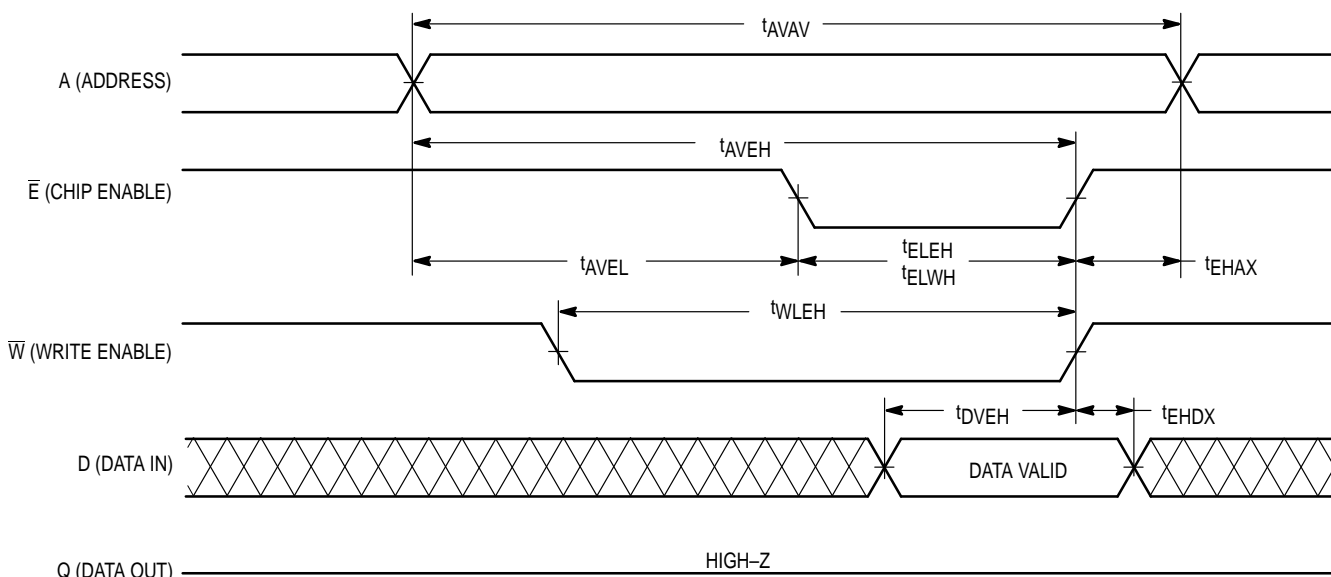 tAVAV
A (ADDRESS)
tAVEH
E (CHIP ENABLE)
tAVEL
tELEH
tELWH
tEHAX
tWLEH
W (WRITE ENABLE)
tDVEH
tEHDX
D (DATA IN)
DATA VALID
HIGH–Z
Q (DATA OUT)